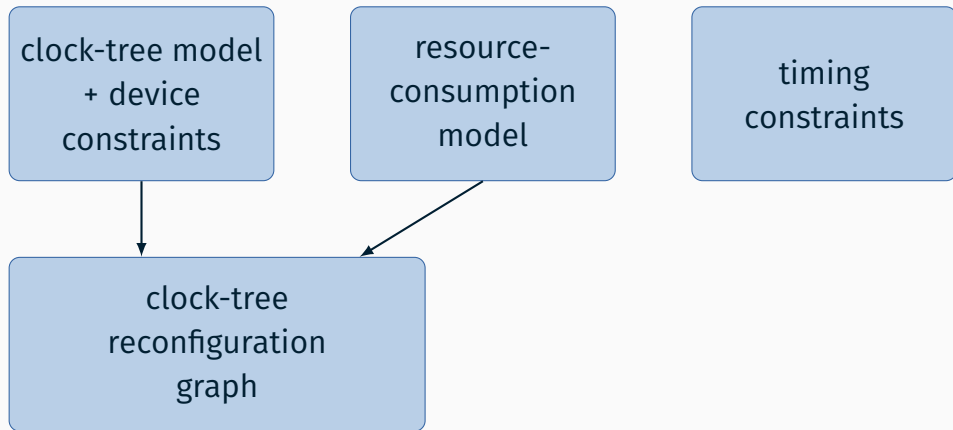 clock-tree model
+ device
constraints
resource-
consumption
model
timing
constraints
clock-tree
reconfiguration
graph